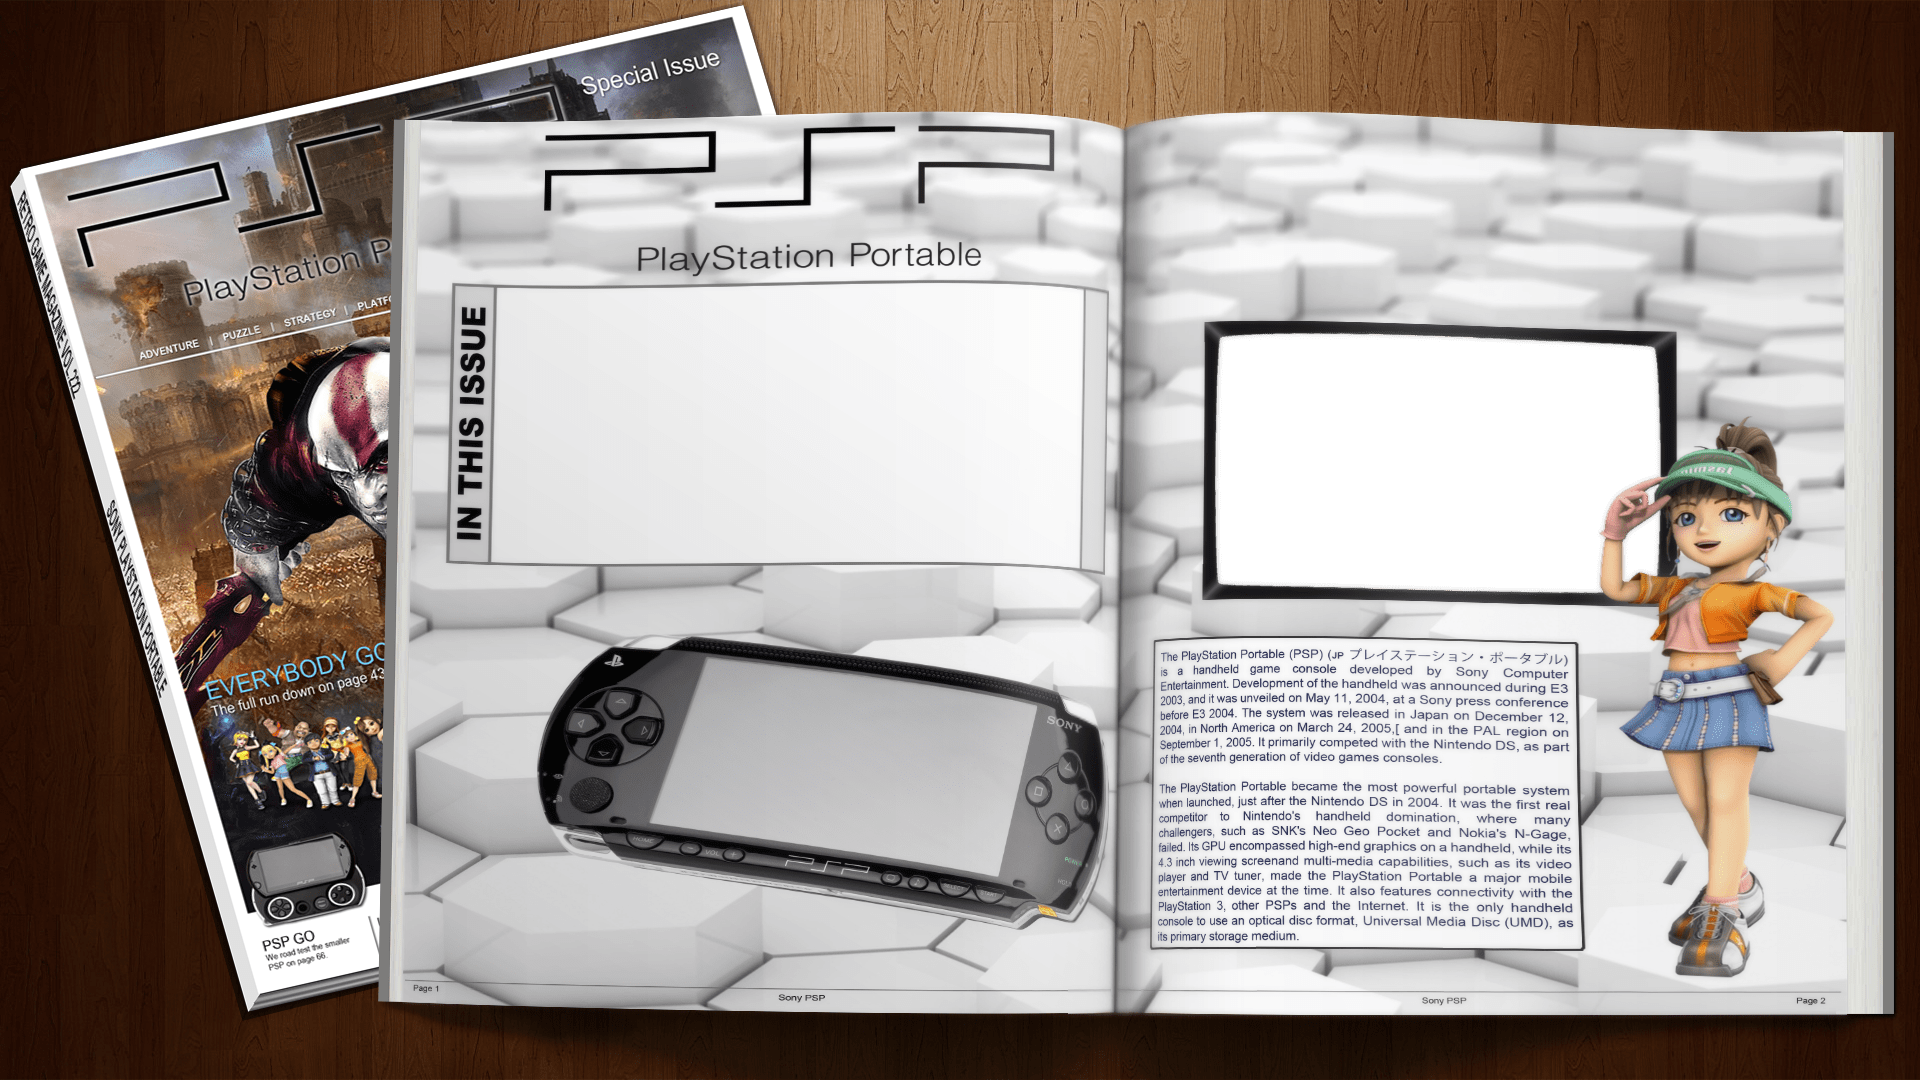 Special Issue
PSP
PlayStation P
ADVENTURE | PUZZLE | STRATEGY | PLATFO
RETRO GAME MAGAZINE VOL 222
SONY PLAYSTATION PORTABLE
EVERYBODY GO
The full run down on page 43
PSP GO
We road test the smaller
PSP on page 66.
PSP
PlayStation Portable
IN THIS ISSUE
SONY
HOME
VOL
PSP
SELECT
START
POWER
HOLD
Page 1
Sony PSP
The PlayStation Portable (PSP) (JP プレイステーション・ポータブル)
is a handheld game console developed by Sony Computer
Entertainment. Development of the handheld was announced during E3
2003, and it was unveiled on May 11, 2004, at a Sony press conference
before E3 2004. The system was released in Japan on December 12,
2004, in North America on March 24, 2005,[ and in the PAL region on
September 1, 2005. It primarily competed with the Nintendo DS, as part
of the seventh generation of video games consoles.
The PlayStation Portable became the most powerful portable system
when launched, just after the Nintendo DS in 2004. It was the first real
competitor to Nintendo's handheld domination, where many
challengers, such as SNK's Neo Geo Pocket and Nokia's N-Gage,
failed. Its GPU encompassed high-end graphics on a handheld, while its
4.3 inch viewing screenand multi-media capabilities, such as its video
player and TV tuner, made the PlayStation Portable a major mobile
entertainment device at the time. It also features connectivity with the
PlayStation 3, other PSPs and the Internet. It is the only handheld
console to use an optical disc format, Universal Media Disc (UMD), as
its primary storage medium.
Sony PSP
Page 2